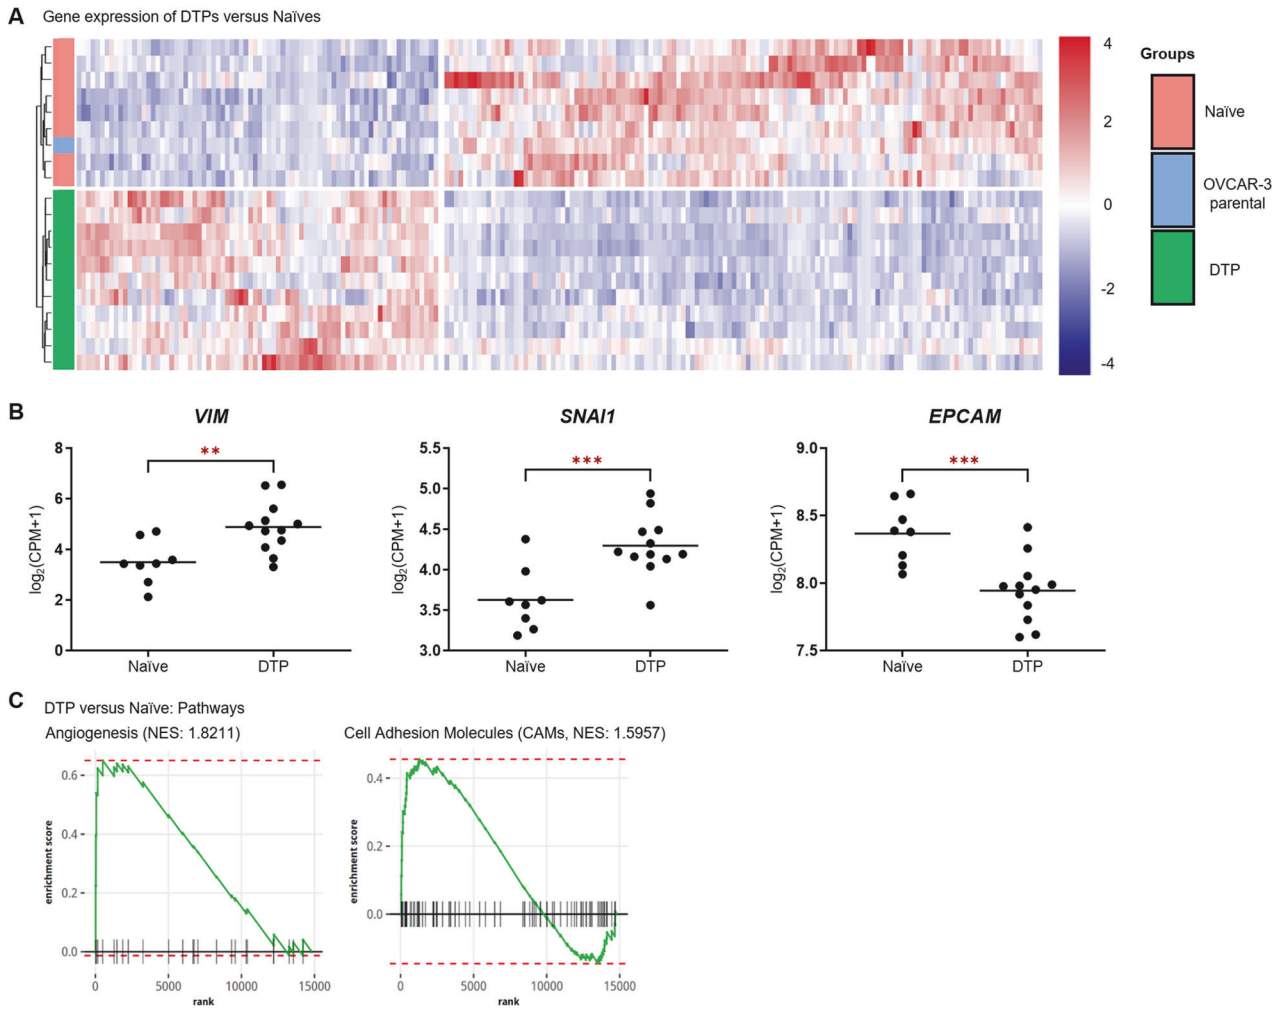 A
Gene expression of DTPs versus Naïves
4
2
0
-2
-4
Groups
Naïve
OVCAR-3
parental
DTP
B
VIM
**
8
6
4
2
0
log2(CPM+1)
Naïve
DTP
SNAI1
***
5.5
5.0
4.5
4.0
3.5
3.0
log2(CPM+1)
Naïve
DTP
EPCAM
***
9.0
8.5
8.0
7.5
log2(CPM+1)
Naïve
DTP
C
DTP versus Naïve: Pathways
Angiogenesis (NES: 1.8211)
0.6
0.4
0.2
0.0
enrichment score
0
5000
10000
15000
rank
Cell Adhesion Molecules (CAMs, NES: 1.5957)
0.4
0.2
0.0
enrichment score
0
5000
10000
15000
rank